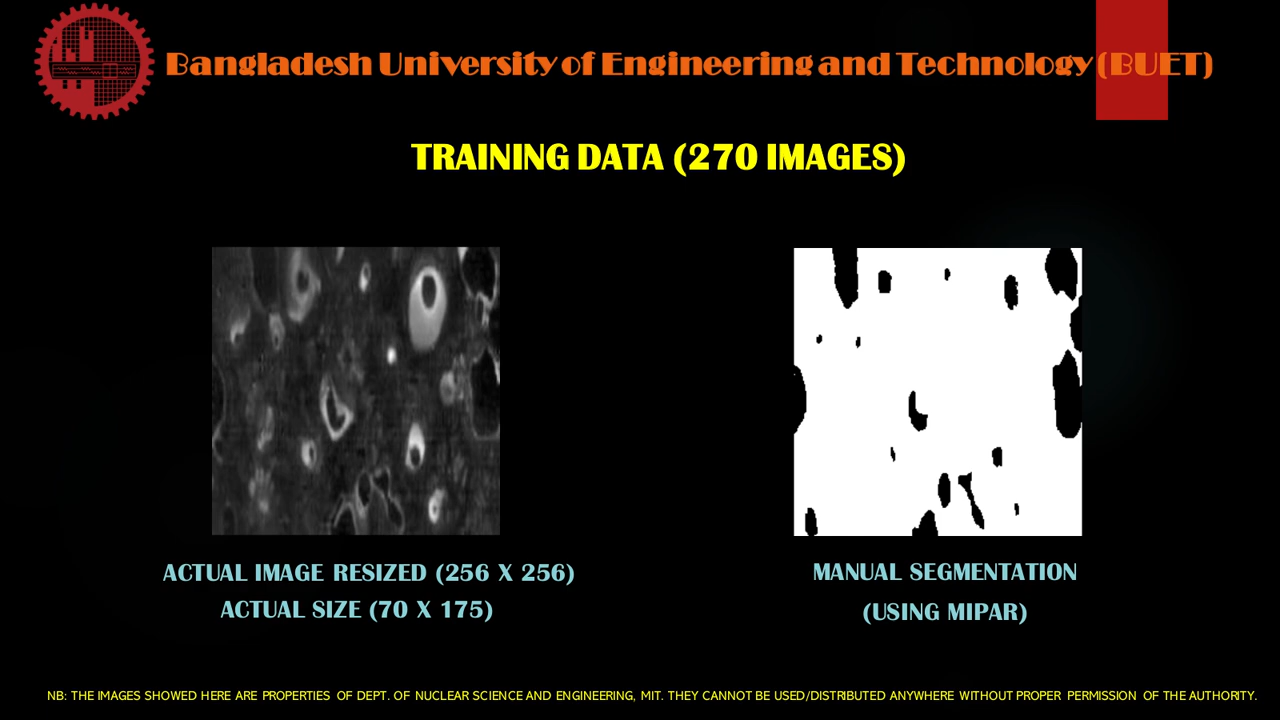 Bangladesh University of Engineering and Technology (BUET)
TRAINING DATA (270 IMAGES)
ACTUAL IMAGE RESIZED (256 X 256)
ACTUAL SIZE (70 X 175)
MANUAL SEGMENTATION
(USING MIPAR)
NB: THE IMAGES SHOWED HERE ARE PROPERTIES OF DEPT. OF NUCLEAR SCIENCE AND ENGINEERING, MIT. THEY CANNOT BE USED/DISTRIBUTED ANYWHERE WITHOUT PROPER PERMISSION OF THE AUTHORITY.